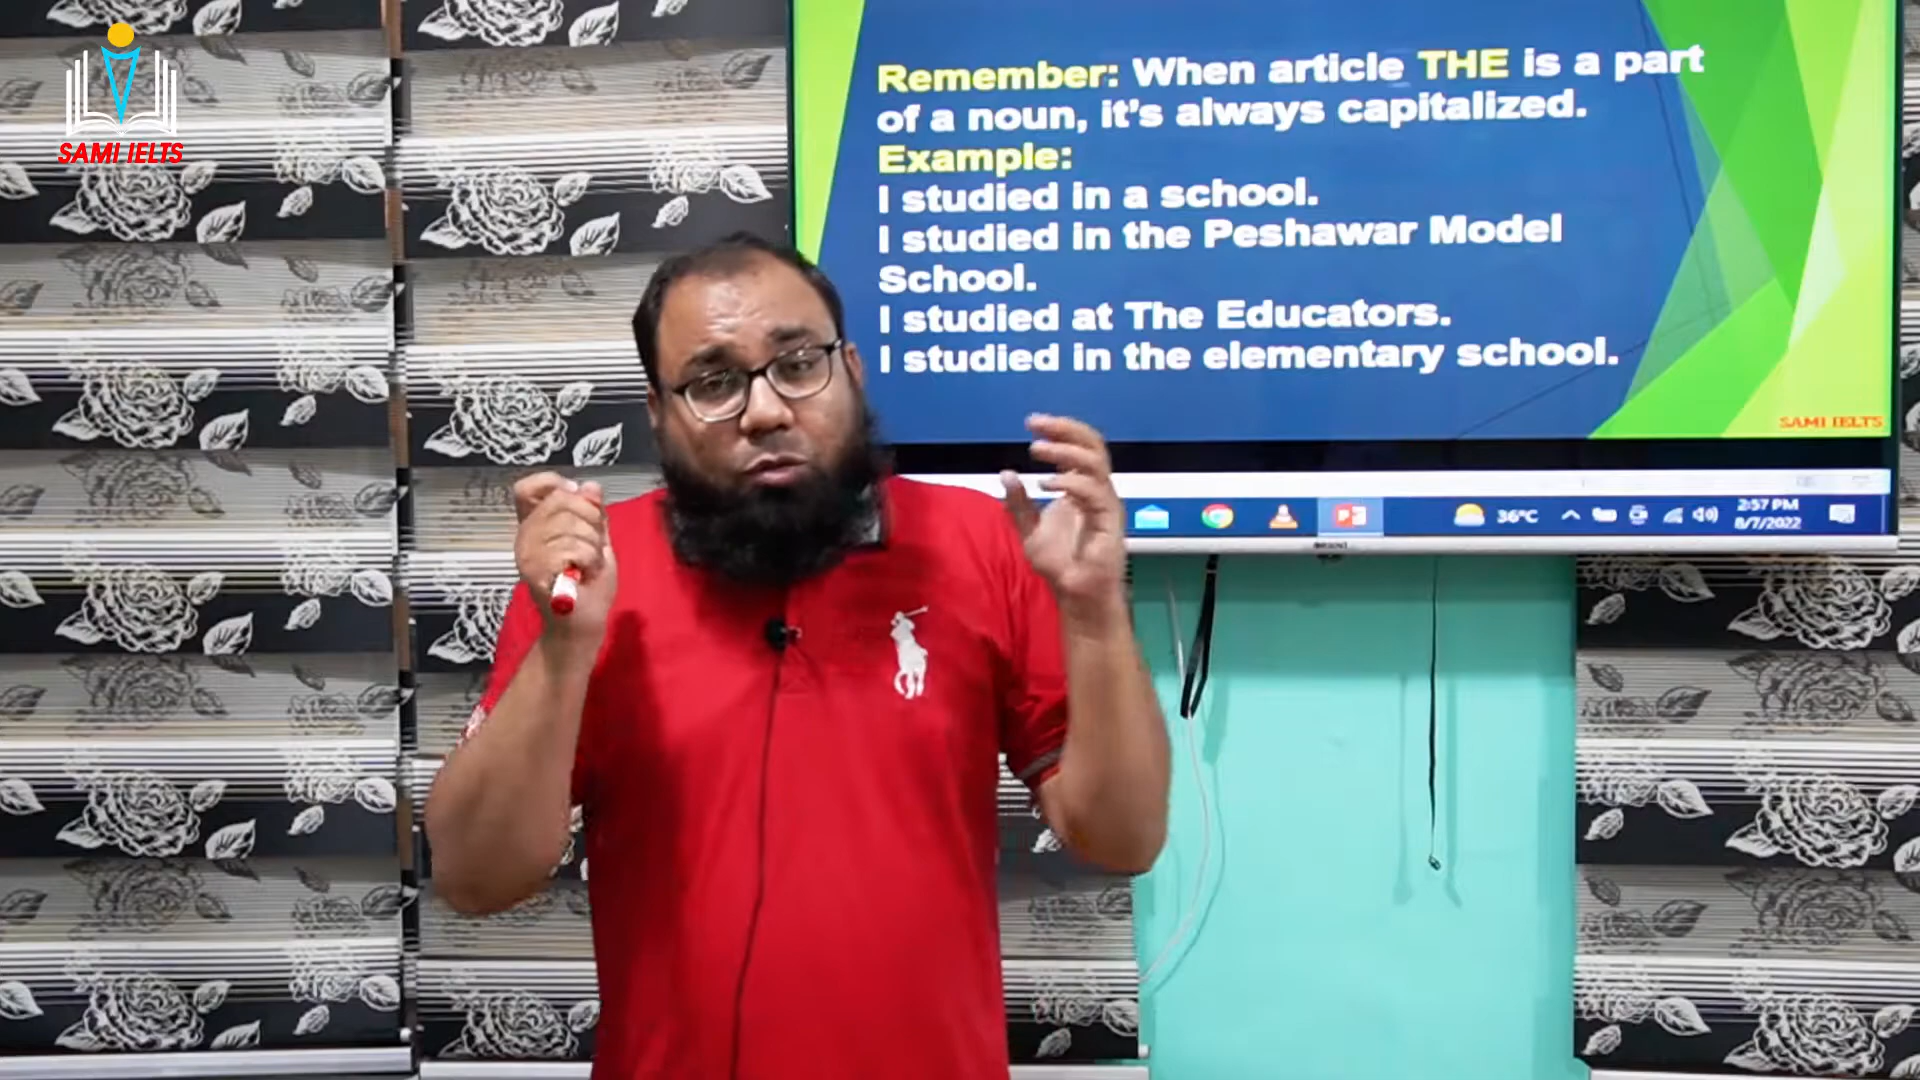 SAMI IELTS
Remember: When article THE is a part
of a noun, it's always capitalized.
Example:
I studied in a school.
I studied in the Peshawar Model
School.
I studied at The Educators.
I studied in the elementary school.
SAMI IELTS
36°C
2:57 PM
8/7/2022